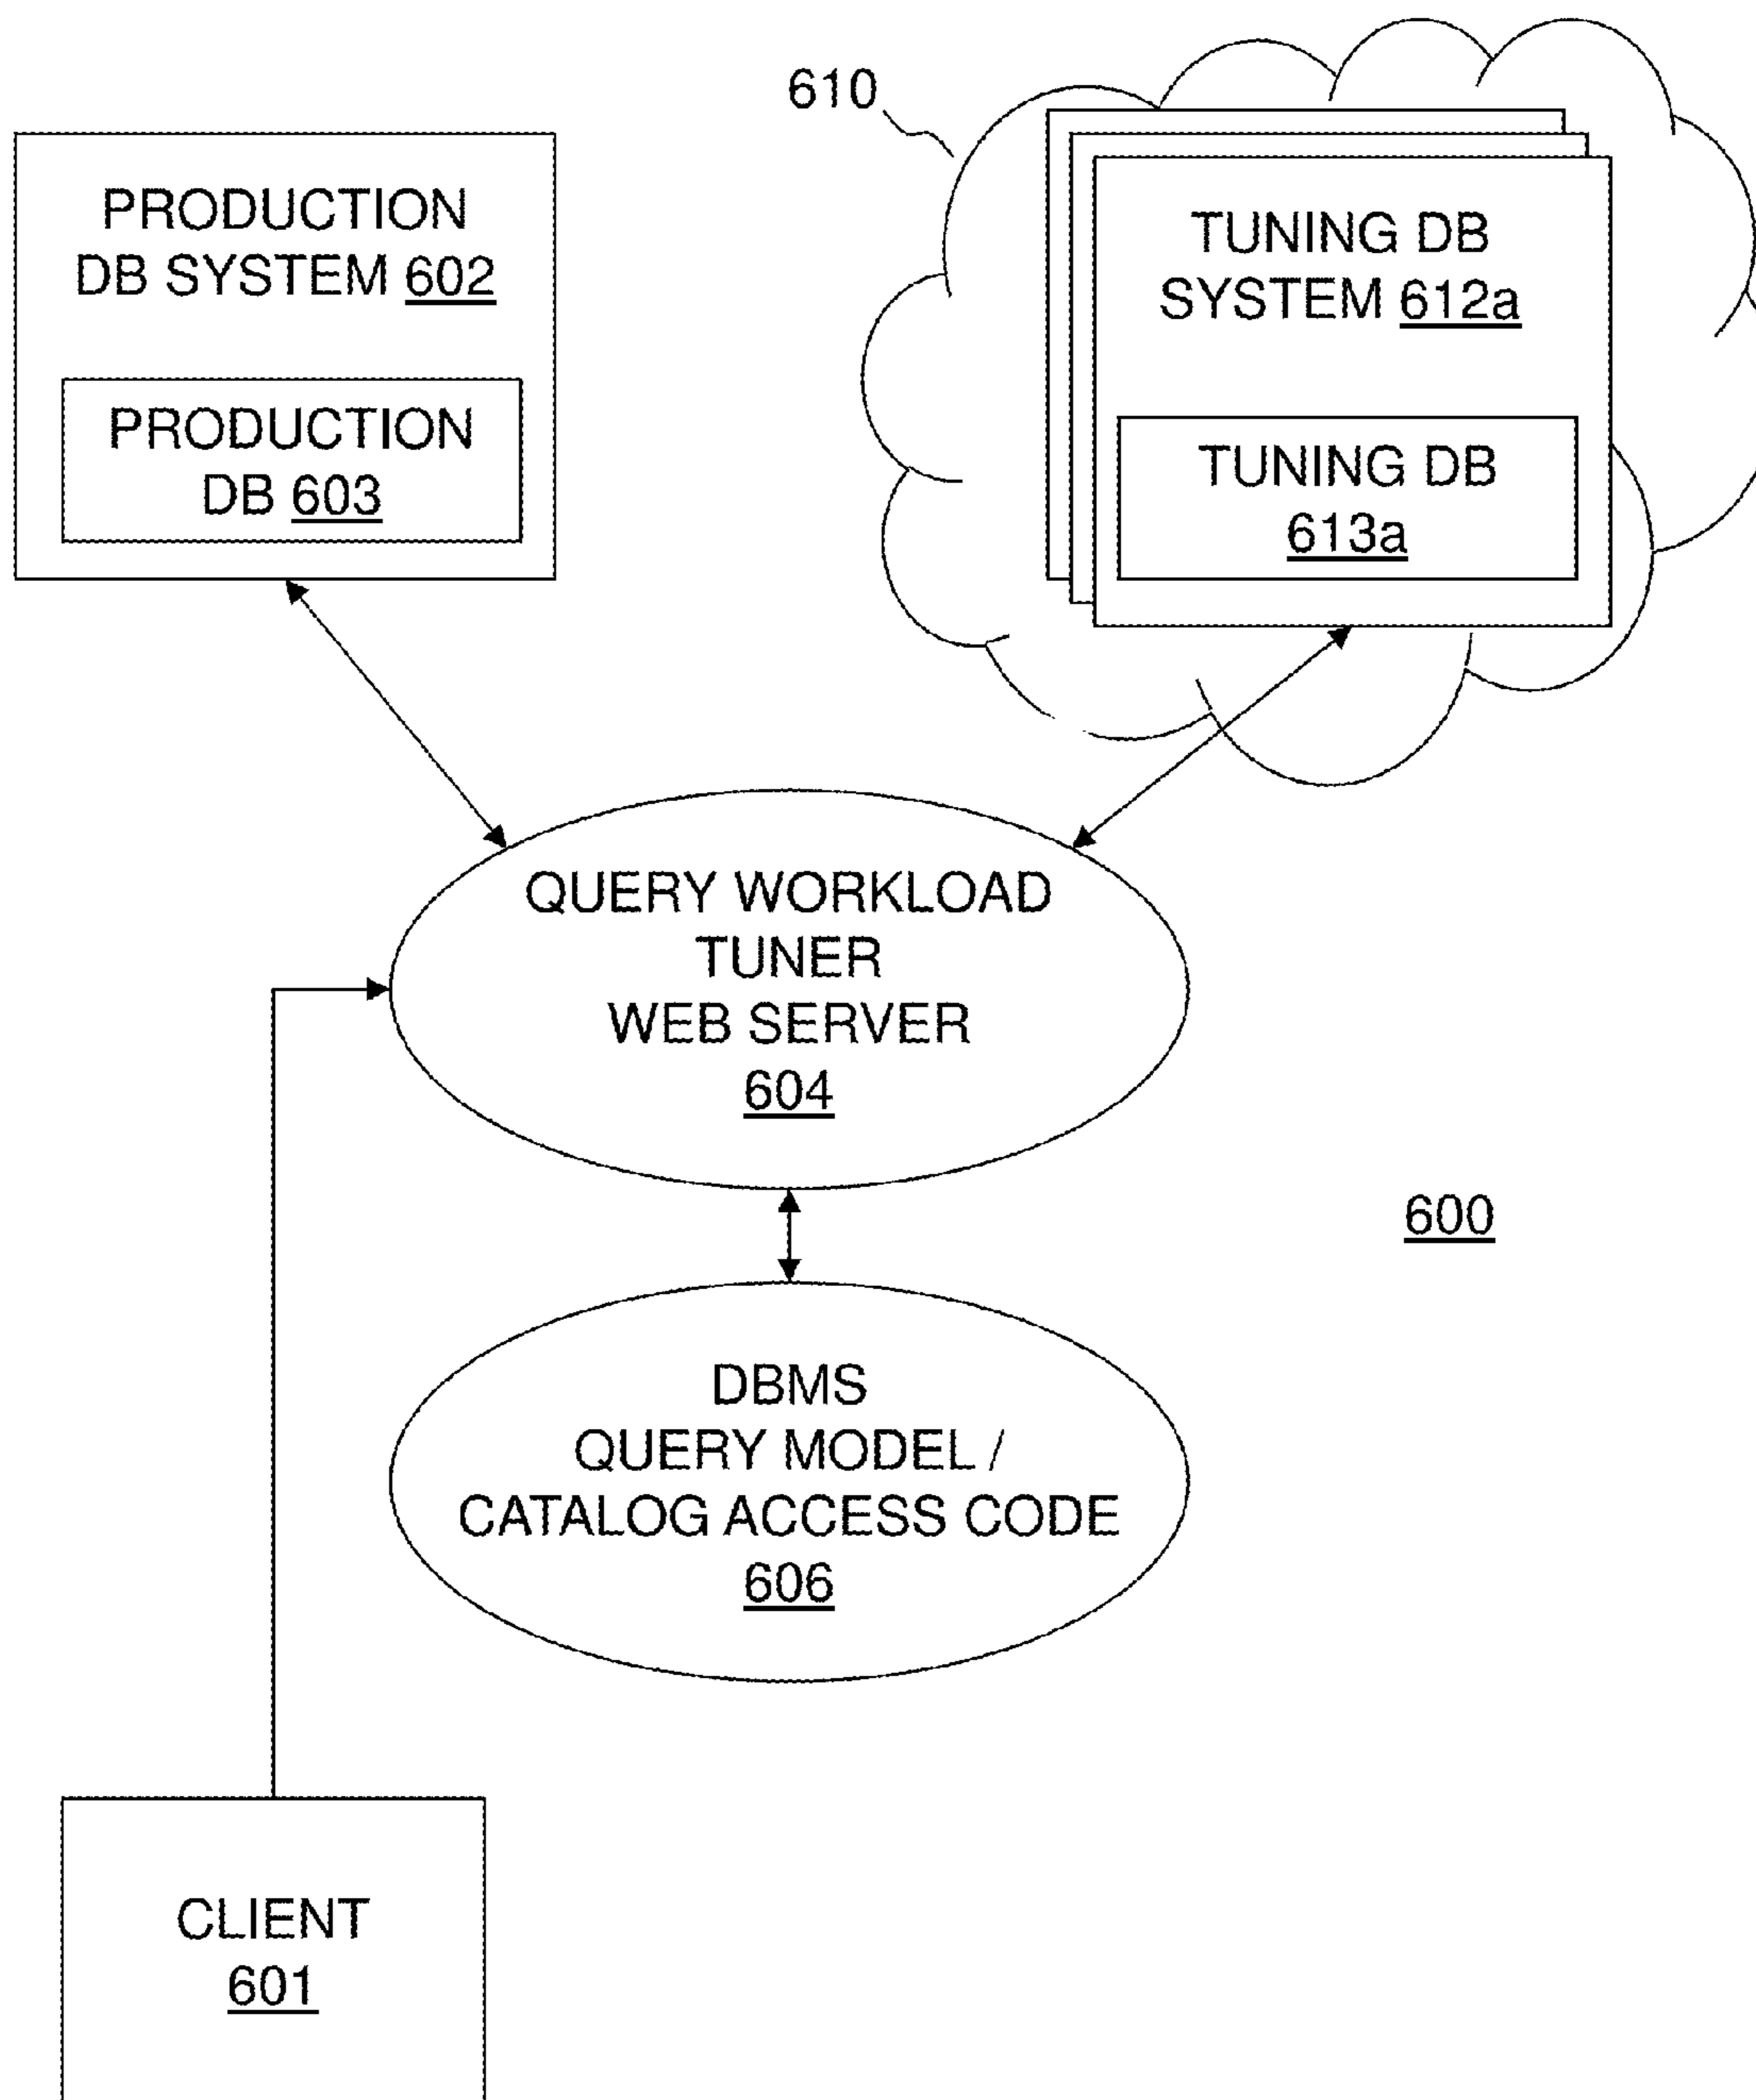 610
PRODUCTION
DB SYSTEM 602
PRODUCTION
DB 603
TUNING DB
SYSTEM 612a
TUNING DB
613a
QUERY WORKLOAD
TUNER
WEB SERVER
604
600
DBMS
QUERY MODEL /
CATALOG ACCESS CODE
606
CLIENT
601